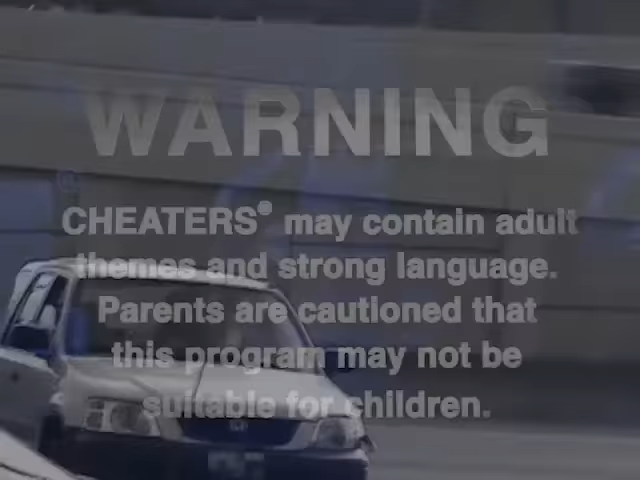 WARNING
CHEATERS® may contain adult
themes and strong language.
Parents are cautioned that
this program may not be
suitable for children.